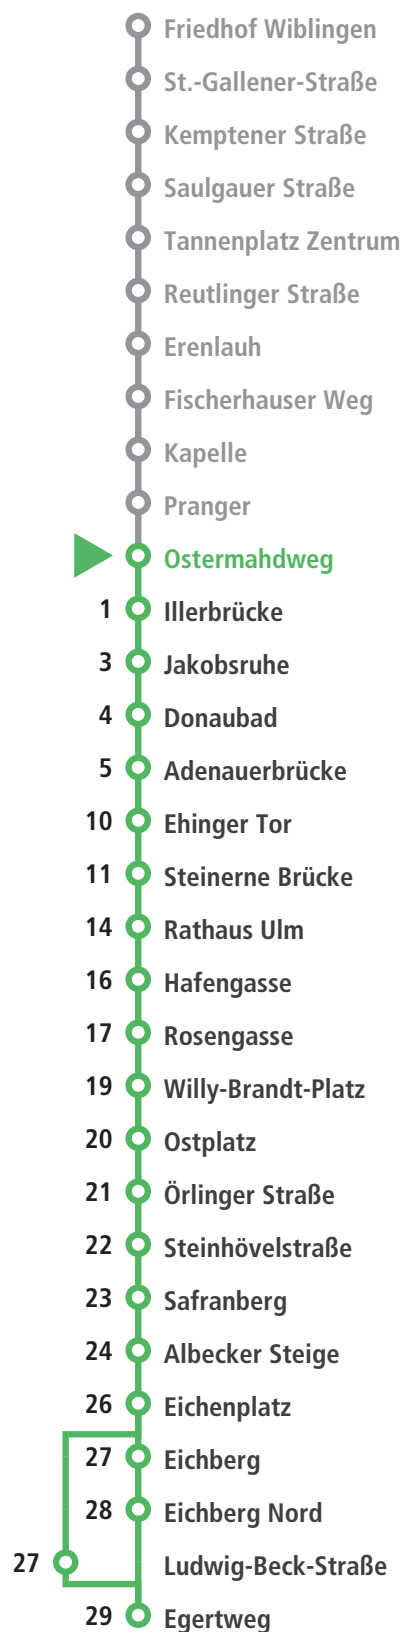 Friedhof Wiblingen
St.-Gallener-Straße
Kemptener Straße
Saulgauer Straße
Tannenplatz Zentrum
Reutlinger Straße
Erenlauh
Fischerhauser Weg
Kapelle
Pranger
Ostermahdweg
1 Illerbrücke
3 Jakobsruhe
4 Donaubad
5 Adenauerbrücke
10 Ehinger Tor
11 Steinerne Brücke
14 Rathaus Ulm
16 Hafengasse
17 Rosengasse
19 Willy-Brandt-Platz
20 Ostplatz
21 Örlinger Straße
22 Steinhövelstraße
23 Safranberg
24 Albecker Steige
26 Eichenplatz
27 Eichberg
28 Eichberg Nord
27 Ludwig-Beck-Straße
29 Egertweg